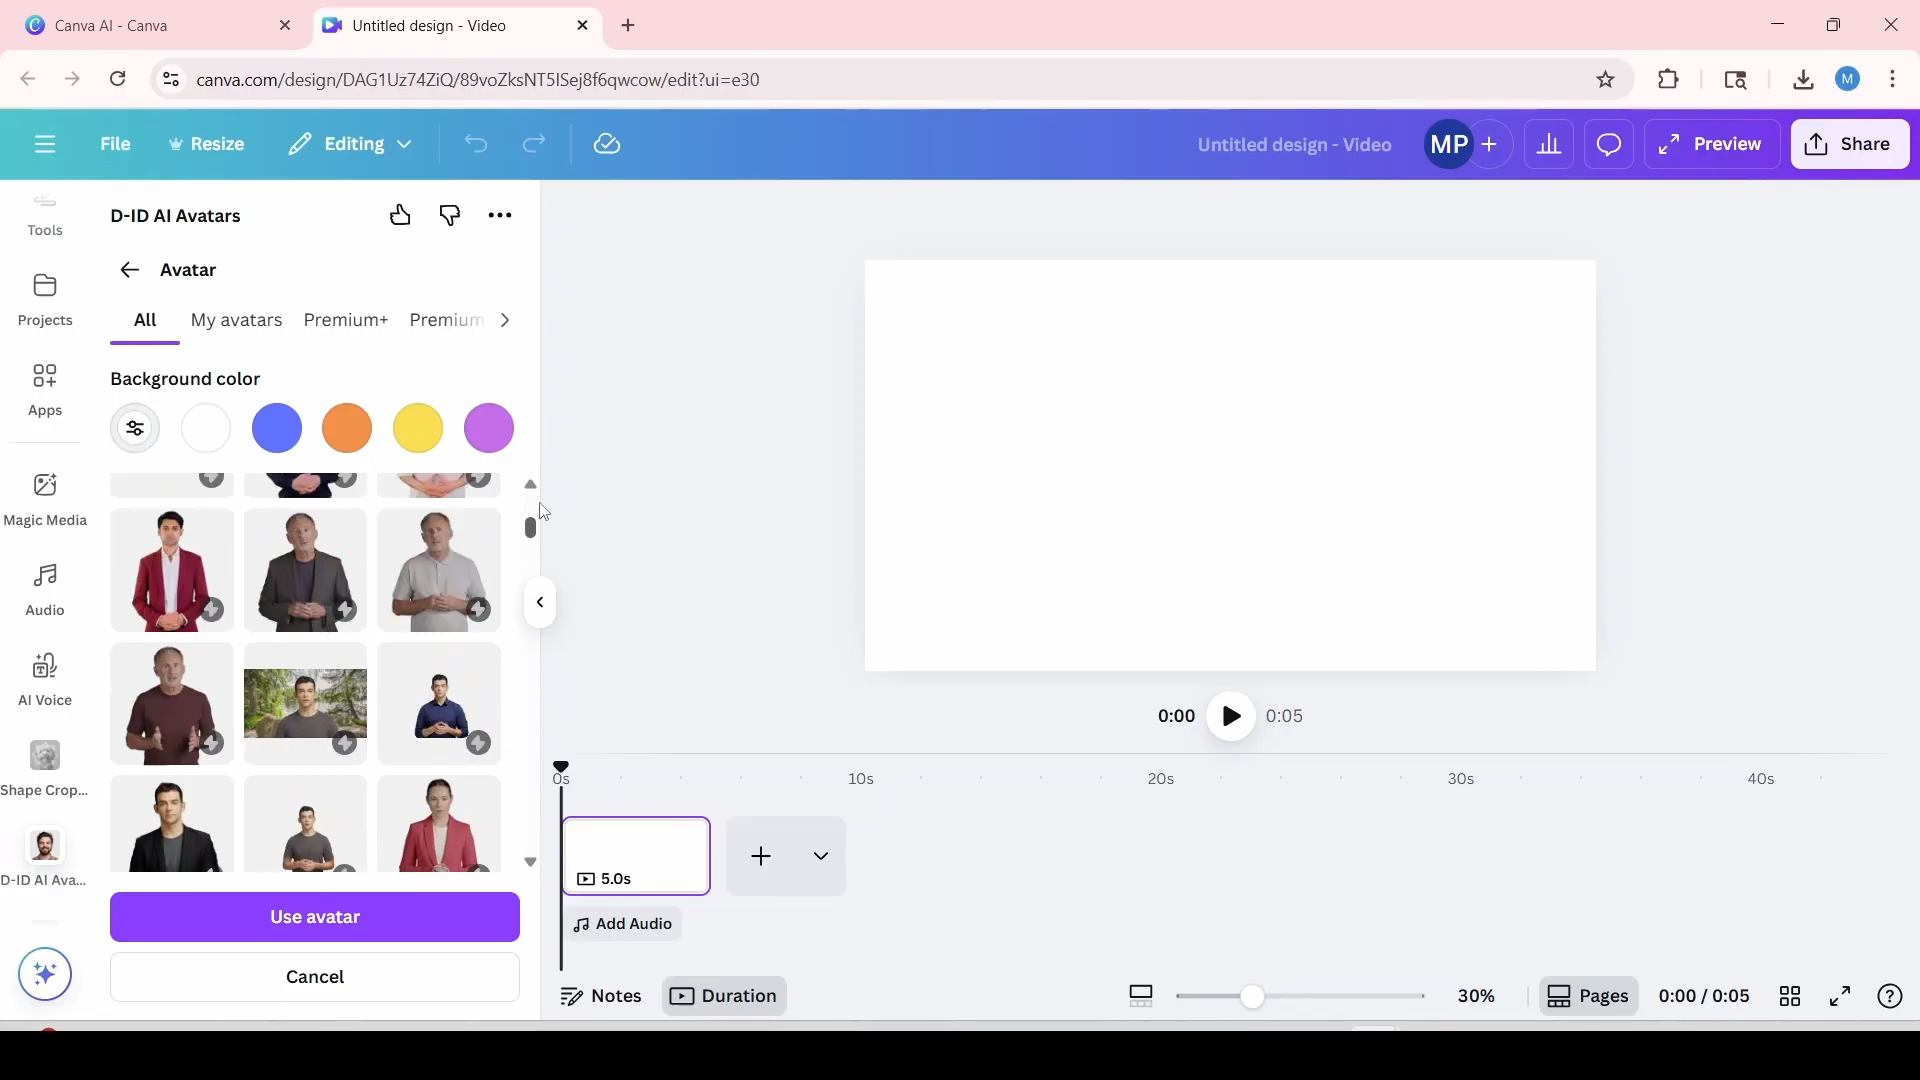 Canva AI - Canva
Untitled design - Video
canva.com/design/DAG1Uz74ZiQ/89voZksNT5ISej8f6qwcow/edit?ui=e30
M
File
Resize
Editing
Untitled design - Video
MP
Preview
Share
Tools
Projects
Apps
Magic Media
Audio
AI Voice
Shape Crop...
D-ID AI Ava...
D-ID AI Avatars
Avatar
All
My avatars
Premium+
Premium
Background color
Use avatar
Cancel
0:00
0:05
0s
10s
20s
30s
40s
5.0s
Add Audio
Notes
Duration
30%
Pages
0:00 / 0:05